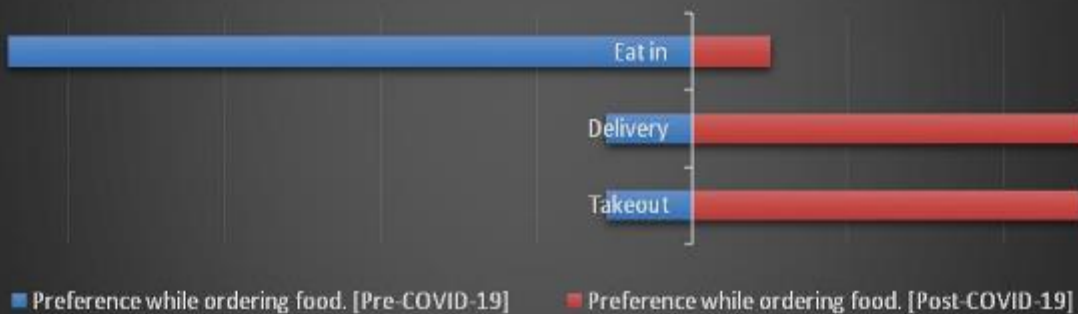 Eat in
Delivery
Takeout
Preference while ordering food. [Pre-COVID-19]
Preference while ordering food. [Post-COVID-19]